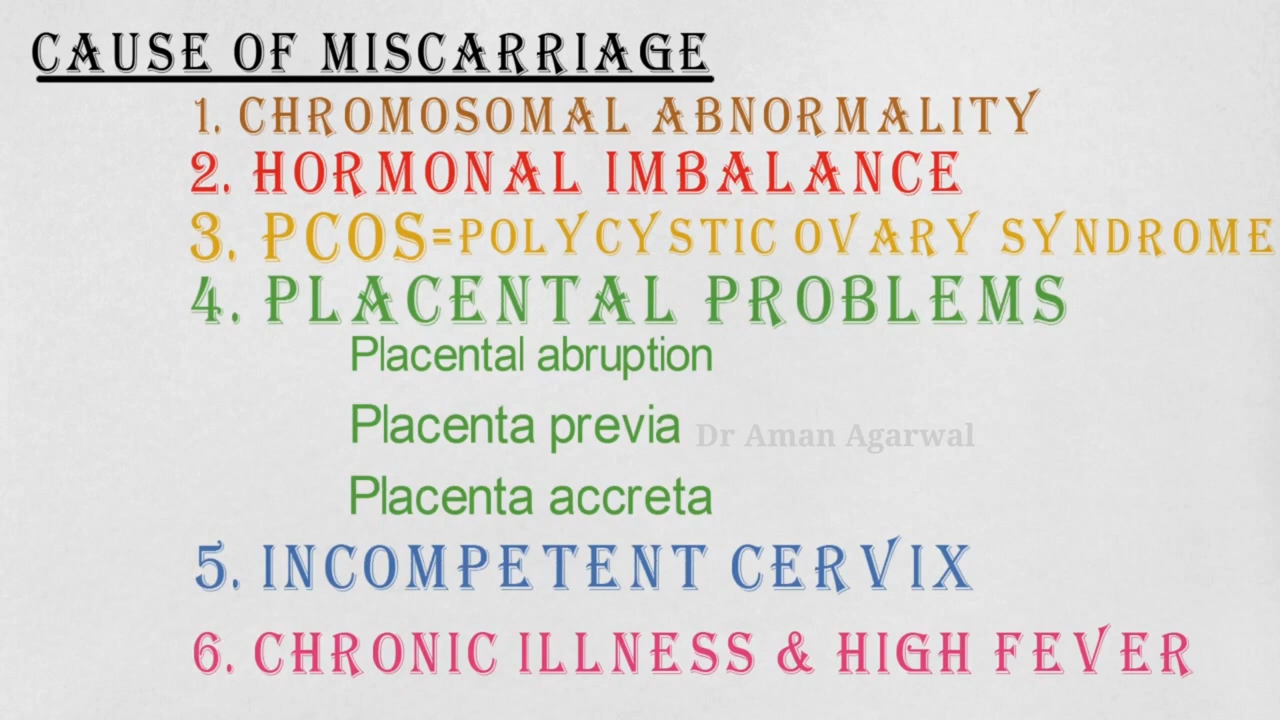 CAUSE OF MISCARRIAGE
1. CHROMOSOMAL ABNORMALITY
2. HORMONAL IMBALANCE
3. PCOS=POLYCYSTIC OVARY SYNDROME
4. PLACENTAL PROBLEMS
Placental abruption
Placenta previa
Dr Aman Agarwal
Placenta accreta
5. INCOMPETENT CERVIX
6. CHRONIC ILLNESS & HIGH FEVER